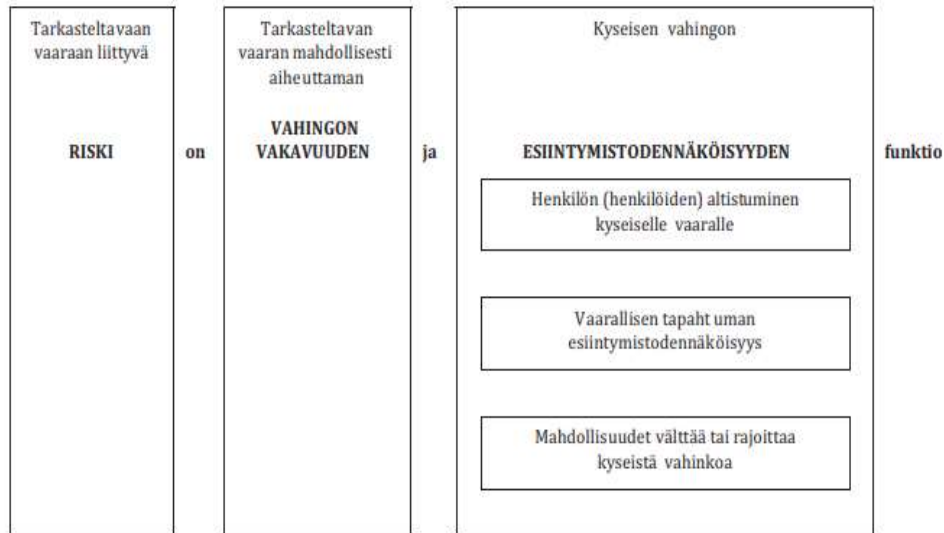 Tarkasteltavaan
vaaraan liittyvä
RISKI
on
Tarkasteltavan
vaaran mahdollisesti
aiheuttaman
VAHINGON
VAKAVUUDEN
ja
Kyseisen vahingon
ESIINTYMISTODENNÄKÖISYYDEN
Henkilön (henkilöiden) altistuminen
kyseiselle vaaralle
Vaarallisen tapaht uman
esiintymistodennäköisyys
Mahdollisuudet välttää tai rajoittaa
kyseistä vahinkoa
funktio